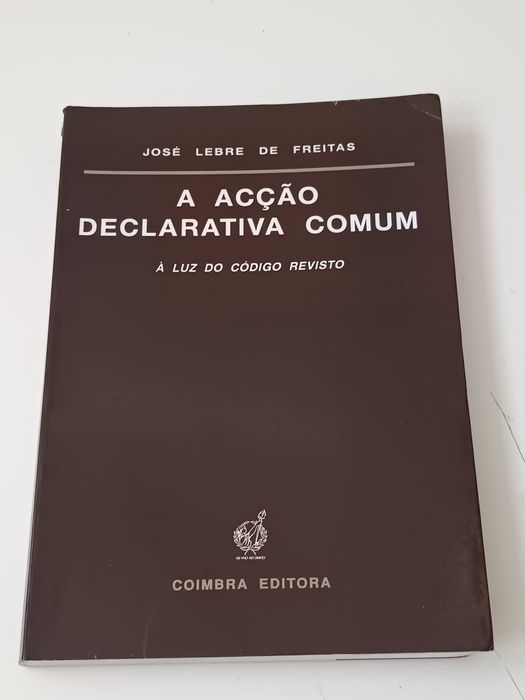 JOSÉ LEBRE DE FREITAS
A ACÇÃO
DECLARATIVA COMUM
À LUZ DO CÓDIGO REVISTO
COIMBRA EDITORA